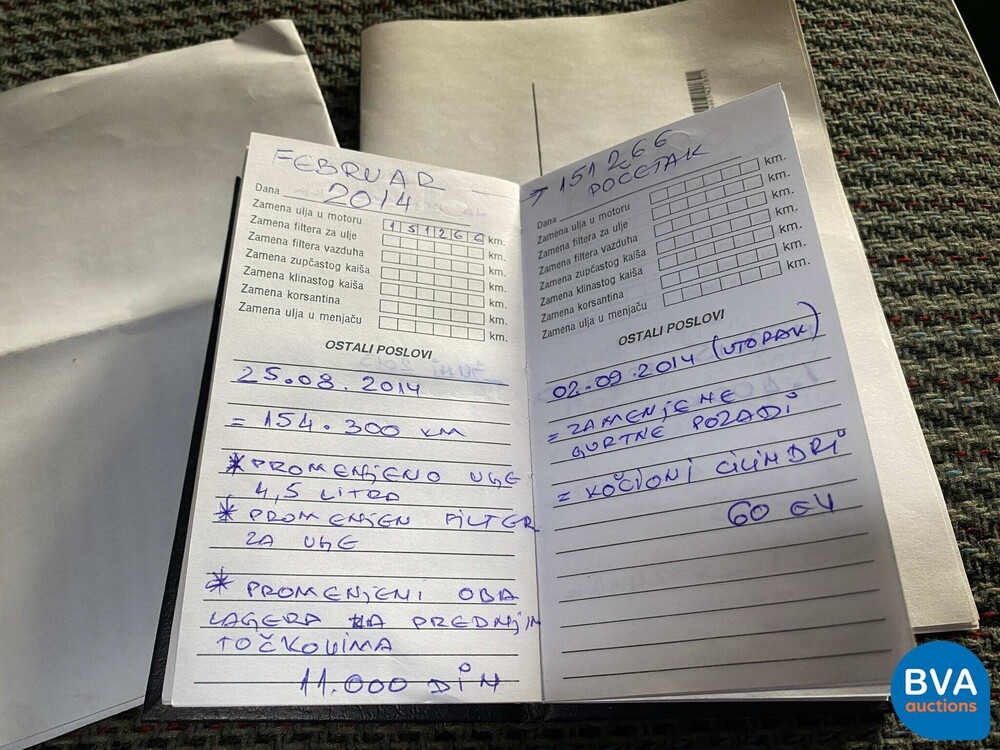 FEBRUAR
2014
Dana
Zamena ulja u motoru 151266 km.
Zamena filtera za ulje km.
Zamena filtera vazduha km.
Zamena zupčastog kaiša km.
Zamena klinastog kaiša km.
Zamena korsantina km.
Zamena ulja u menjaču km.
OSTALI POSLOVI
25.08.2014
= 154.300 KM
* PROMENJENO ULJE
4,5 LITRA
* PROMENJEN FILTER
ZA ULJE
* PROMENJENI OBA
LAGERA NA PREDNJIM
TOČKOVIMA
11.000 DIN
→ 151266
POČETAK
Dana
Zamena ulja u motoru km.
Zamena filtera za ulje km.
Zamena filtera vazduha km.
Zamena zupčastog kaiša km.
Zamena klinastog kaiša km.
Zamena korsantina km.
Zamena ulja u menjaču km.
OSTALI POSLOVI
02.09.2014 (UTORAK)
= ZAMENJENE
GURTNE POZADI
= KOČIONI CILINDRI
60 EU
BVA
auctions